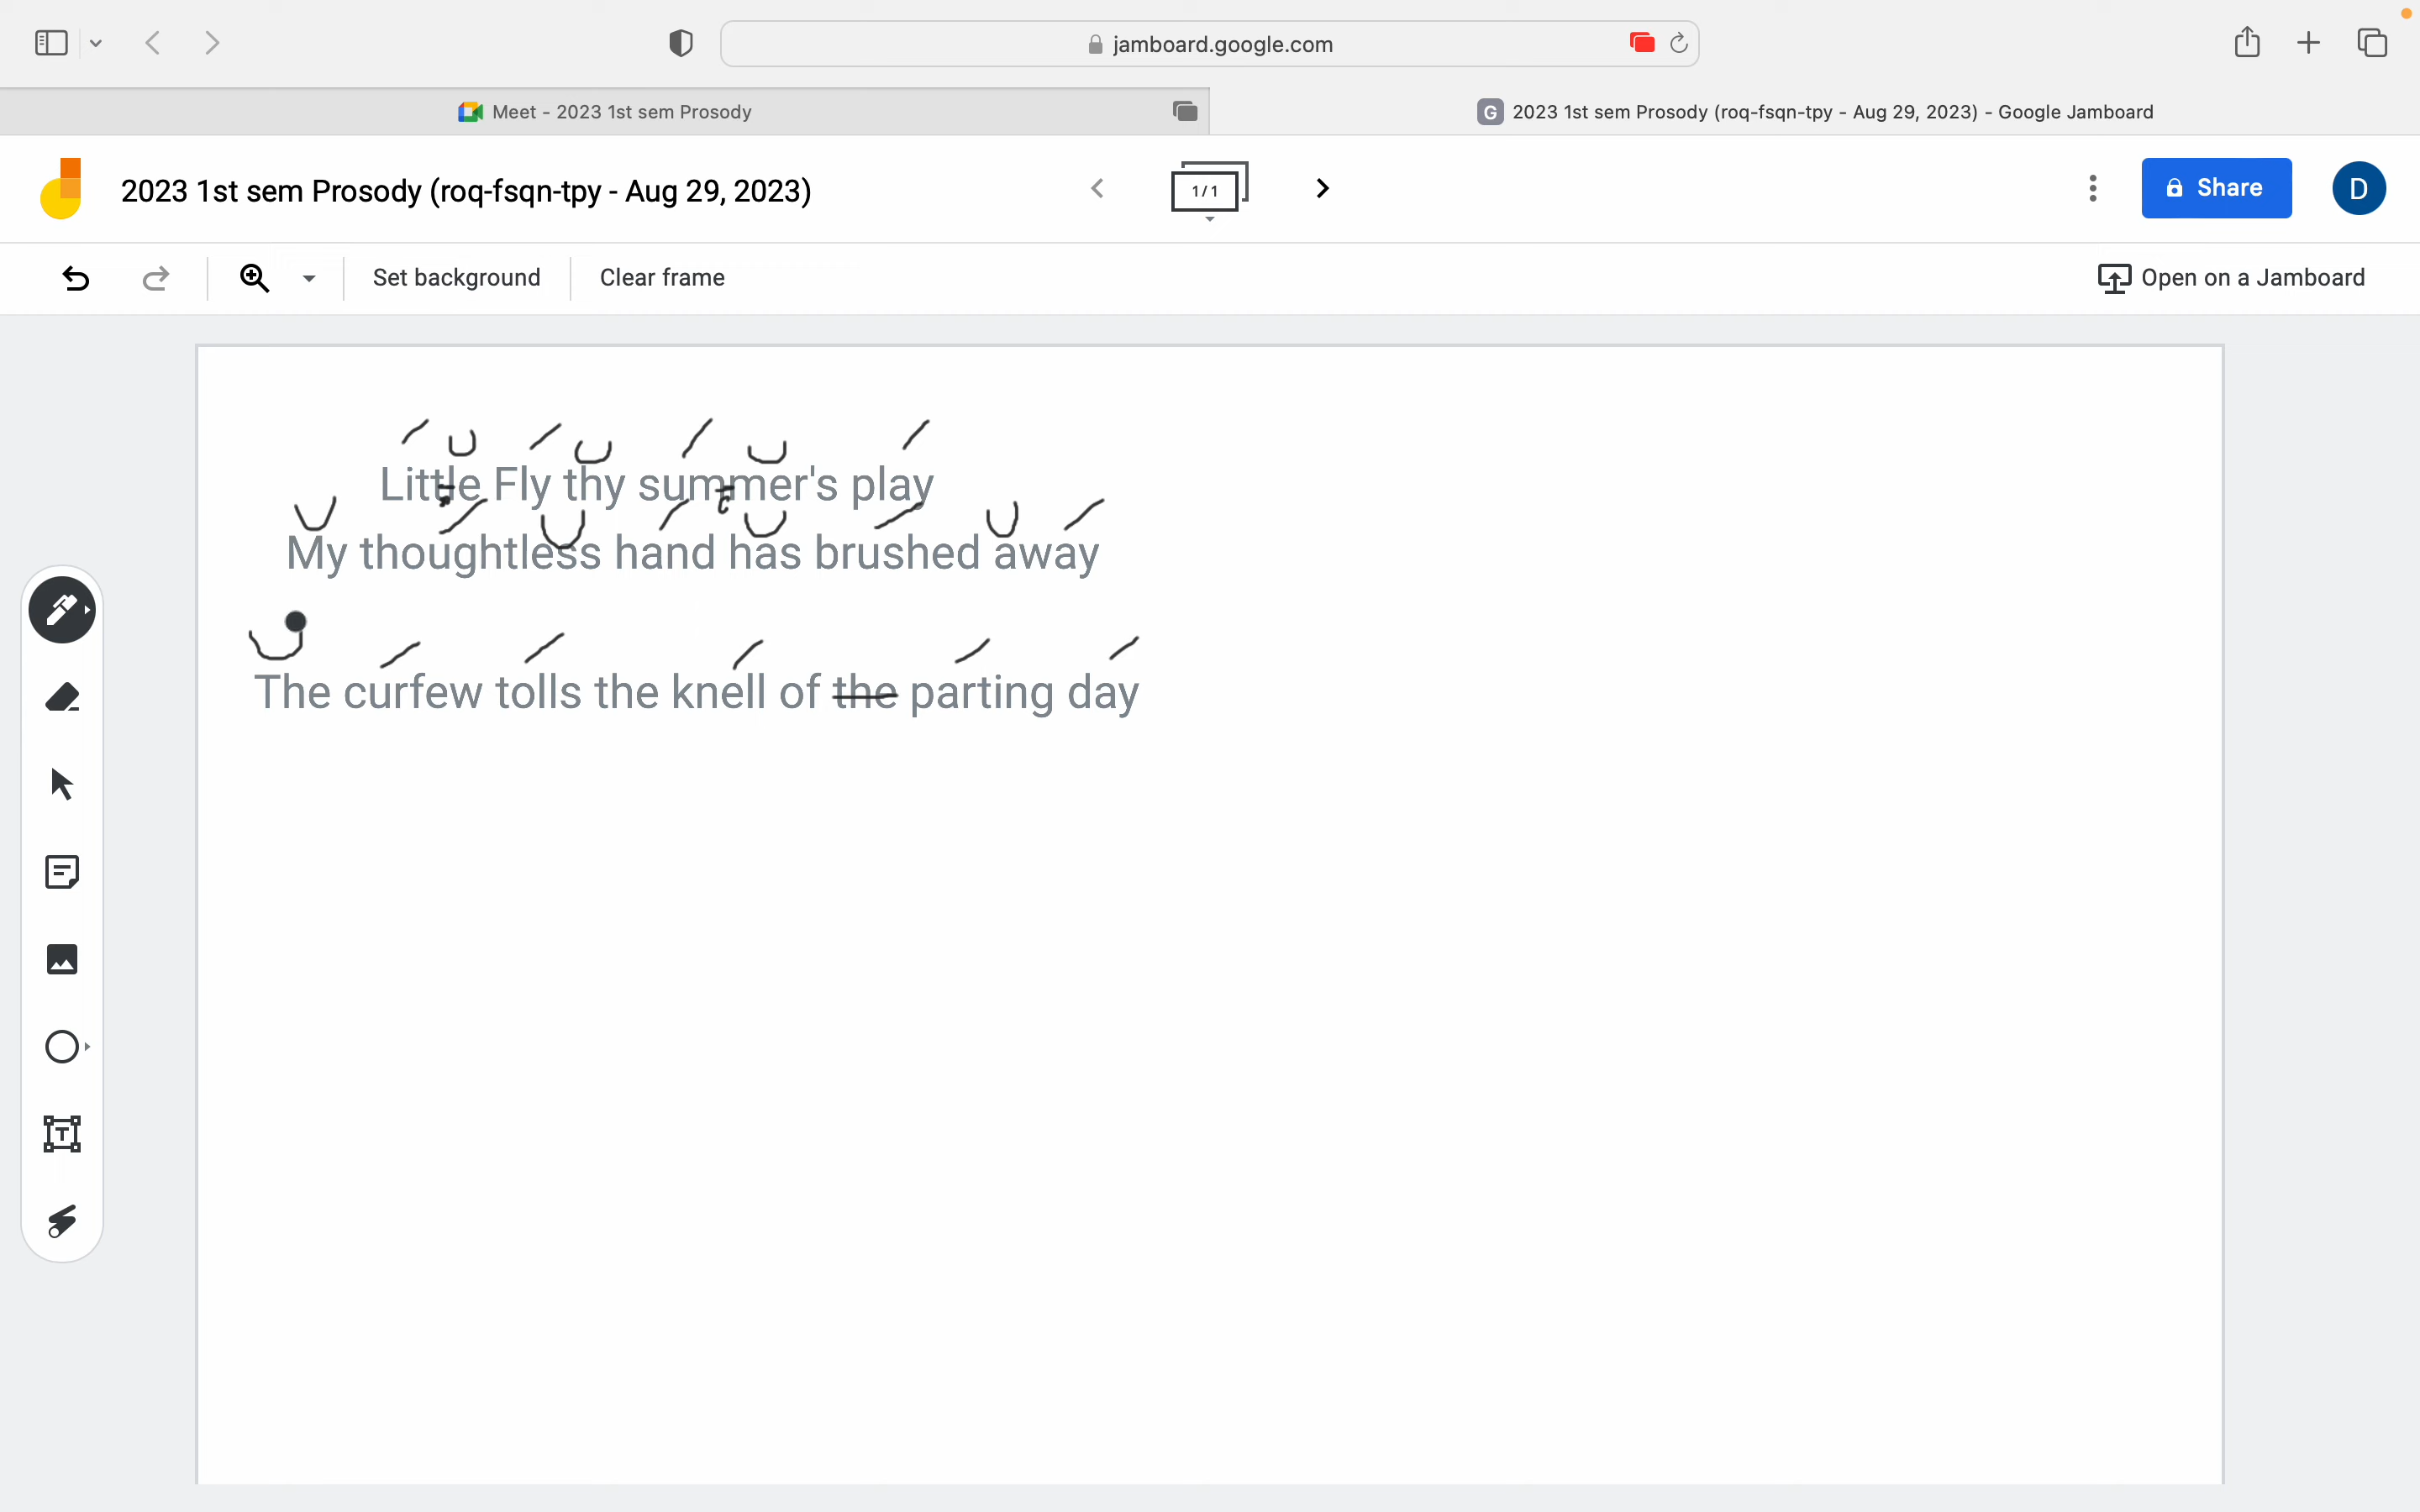 jamboard.google.com
Meet - 2023 1st sem Prosody
G 2023 1st sem Prosody (roq-fsqn-tpy - Aug 29, 2023) - Google Jamboard
2023 1st sem Prosody (roq-fsqn-tpy - Aug 29, 2023)
1/1
Share
D
Set background
Clear frame
Open on a Jamboard
Little Fly thy summer's play
My thoughtless hand has brushed away
The curfew tolls the knell of the parting day